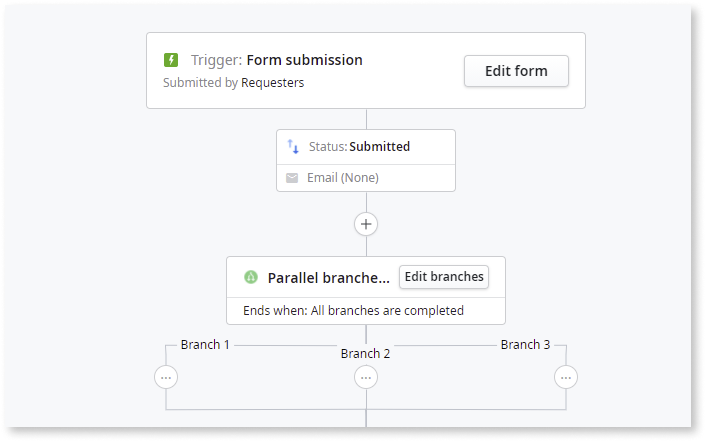 Trigger: Form submission
Submitted by Requesters
Edit form
Status: Submitted
Email (None)
Parallel branche...
Edit branches
Ends when: All branches are completed
Branch 1
Branch 2
Branch 3